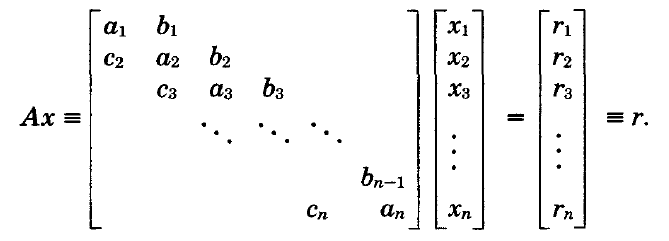 a₁ b₁ x₁ r₁
c₂ a₂ b₂ x₂ r₂
c₃ a₃ b₃ x₃ r₃
Ax ≡ ⋱ ⋱ ⋱ ⋮ = ⋮ ≡ r.
bₙ₋₁
cₙ aₙ xₙ rₙ